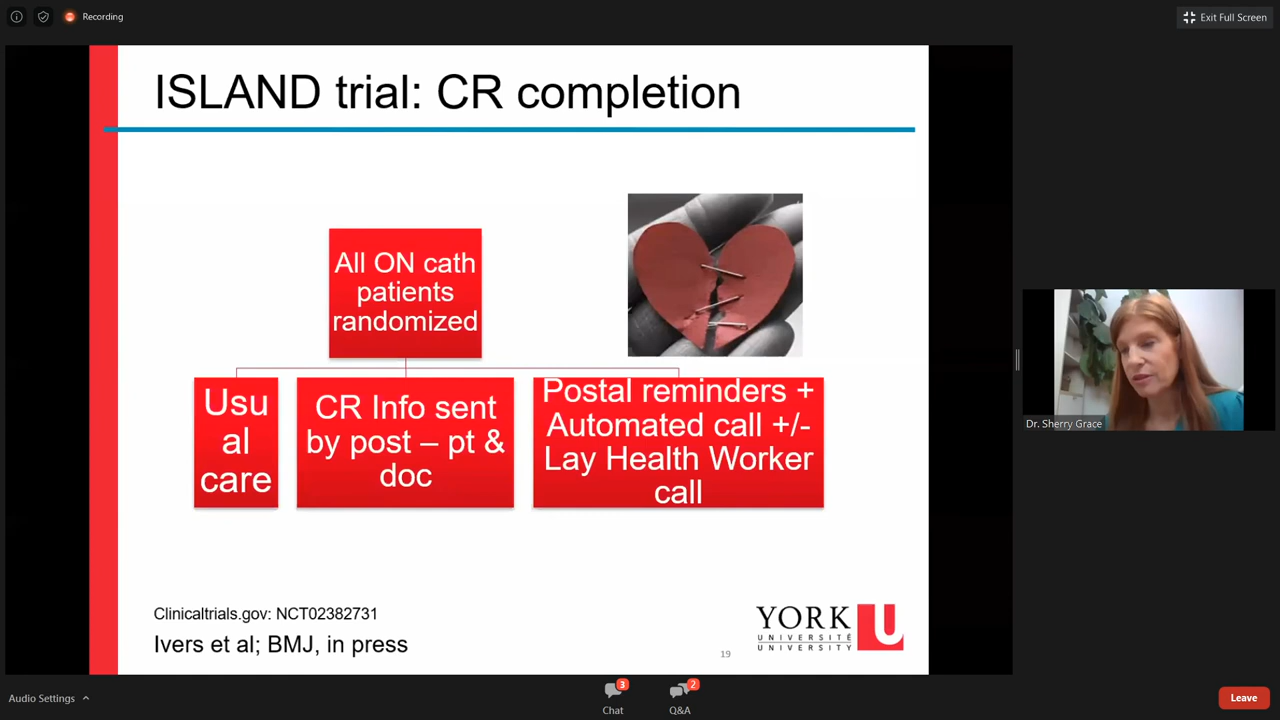 Recording
Exit Full Screen
ISLAND trial: CR completion
All ON cath
patients
randomized
Usu
al
care
CR Info sent
by post – pt &
doc
Postal reminders +
Automated call +/-
Lay Health Worker
call
Dr. Sherry Grace
Clinicaltrials.gov: NCT02382731
Ivers et al; BMJ, in press
YORK U
UNIVERSITÉ
UNIVERSITY
19
Audio Settings
3
Chat
2
Q&A
Leave